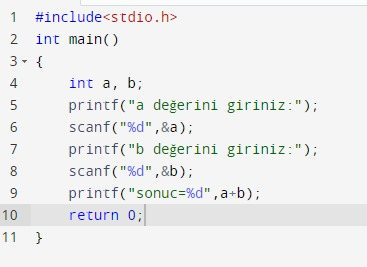 1 #include<stdio.h>
2 int main()
3 {
4 int a, b;
5 printf("a değerini giriniz:");
6 scanf("%d",&a);
7 printf("b değerini giriniz:");
8 scanf("%d",&b);
9 printf("sonuc=%d",a+b);
10 return 0;
11 }